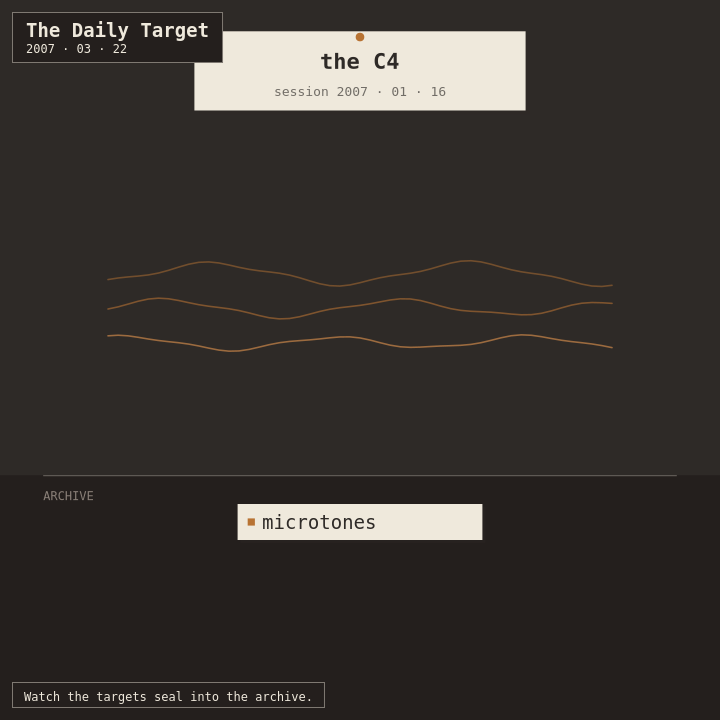 The Daily Target
2007 · 03 · 22
the C4
session 2007 · 01 · 16
ARCHIVE
microtones
Watch the targets seal into the archive.